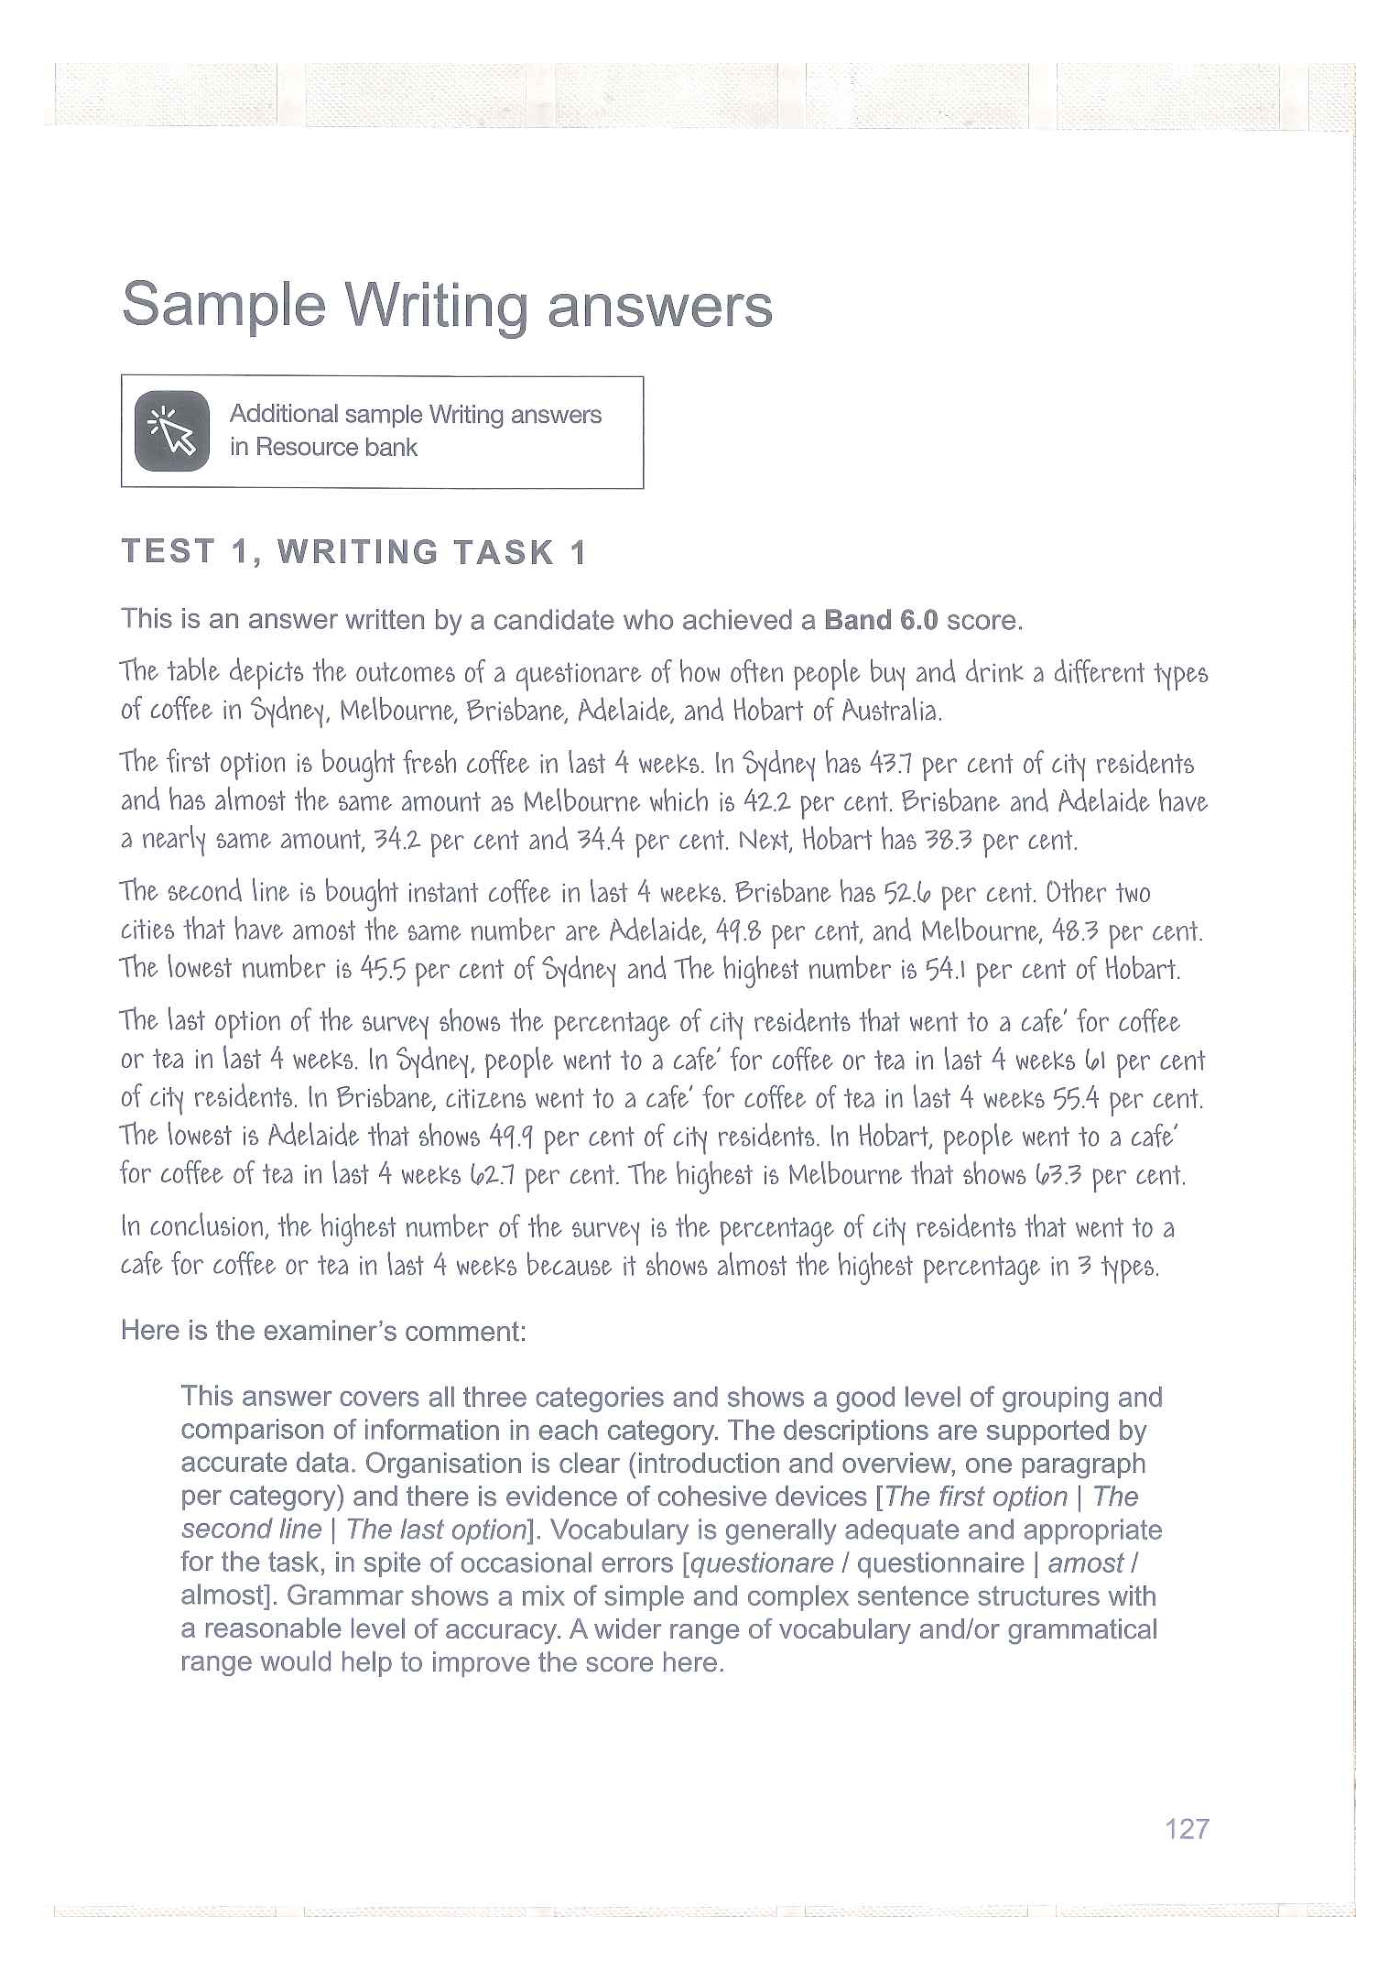 Sample Writing answers
Additional sample Writing answers
in Resource bank
TEST 1, WRITING TASK 1
This is an answer written by a candidate who achieved a Band 6.0 score.
The table depicts the outcomes of a questionare of how often people buy and drink a different types
of coffee in Sydney, Melbourne, Brisbane, Adelaide, and Hobart of Australia.
The first option is bought fresh coffee in last 4 weeks. In Sydney has 43.7 per cent of city residents
and has almost the same amount as Melbourne which is 42.2 per cent. Brisbane and Adelaide have
a nearly same amount, 34.2 per cent and 34.4 per cent. Next, Hobart has 38.3 per cent.
The second line is bought instant coffee in last 4 weeks. Brisbane has 52.6 per cent. Other two
cities that have amost the same number are Adelaide, 49.8 per cent, and Melbourne, 48.3 per cent.
The lowest number is 45.5 per cent of Sydney and The highest number is 54.1 per cent of Hobart.
The last option of the survey shows the percentage of city residents that went to a cafe' for coffee
or tea in last 4 weeks. In Sydney, people went to a cafe' for coffee or tea in last 4 weeks 61 per cent
of city residents. In Brisbane, citizens went to a cafe' for coffee of tea in last 4 weeks 55.4 per cent.
The lowest is Adelaide that shows 49.9 per cent of city residents. In Hobart, people went to a cafe'
for coffee of tea in last 4 weeks 62.7 per cent. The highest is Melbourne that shows 63.3 per cent.
In conclusion, the highest number of the survey is the percentage of city residents that went to a
cafe for coffee or tea in last 4 weeks because it shows almost the highest percentage in 3 types.
Here is the examiner's comment:
This answer covers all three categories and shows a good level of grouping and
comparison of information in each category. The descriptions are supported by
accurate data. Organisation is clear (introduction and overview, one paragraph
per category) and there is evidence of cohesive devices [The first option | The
second line | The last option]. Vocabulary is generally adequate and appropriate
for the task, in spite of occasional errors [questionare / questionnaire | amost /
almost]. Grammar shows a mix of simple and complex sentence structures with
a reasonable level of accuracy. A wider range of vocabulary and/or grammatical
range would help to improve the score here.
127